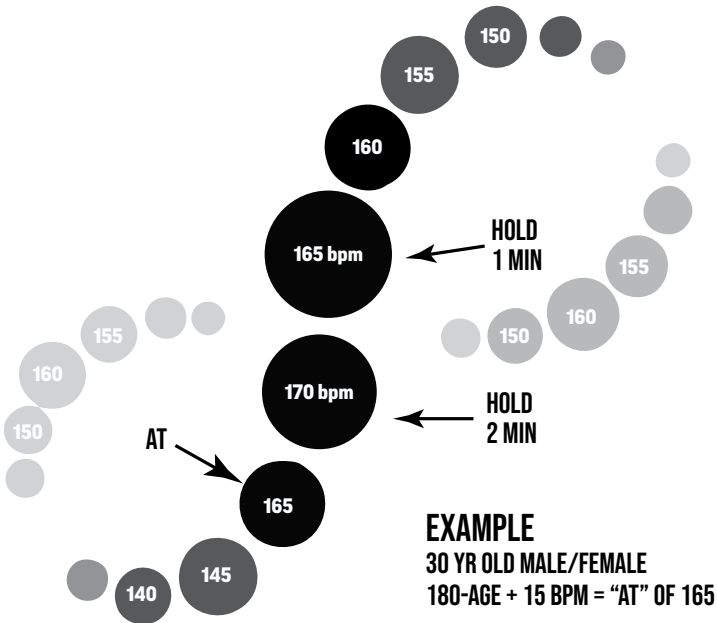 150
155
160
165 bpm
HOLD
1 MIN
155
160
150
155
160
150
170 bpm
HOLD
2 MIN
AT
165
145
140
EXAMPLE
30 YR OLD MALE/FEMALE
180-AGE + 15 BPM = “AT” OF 165